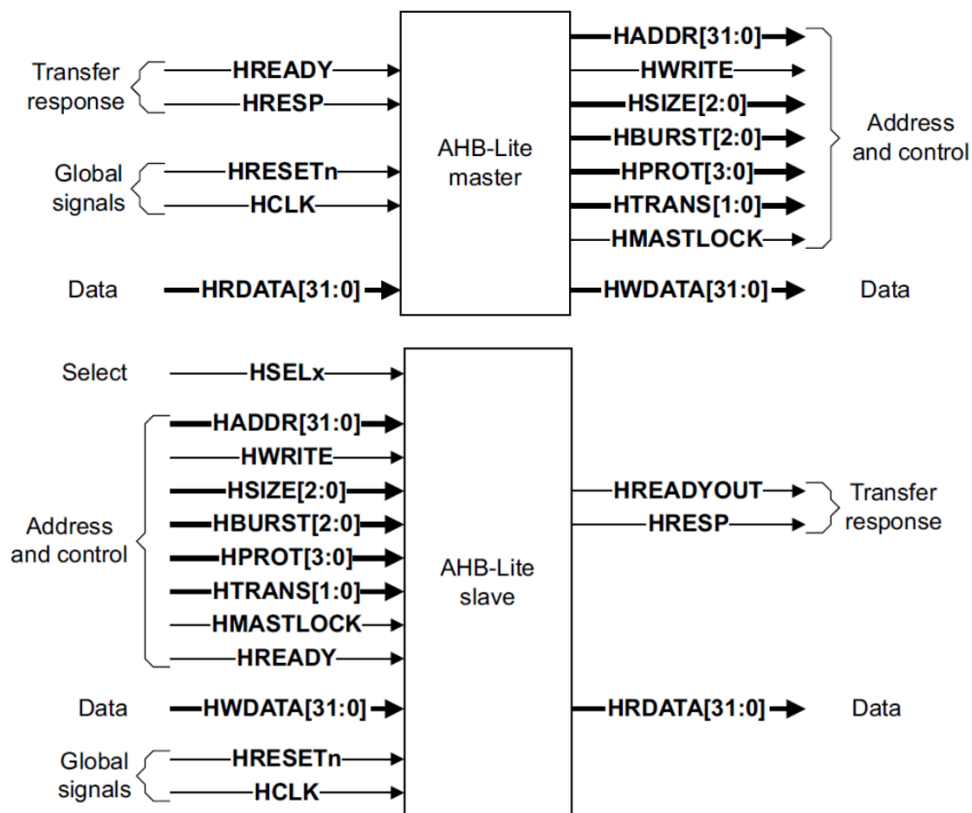 Transfer
response
HREADY
HRESP
Global
signals
HRESETn
HCLK
Data
HRDATA[31:0]
AHB-Lite
master
HADDR[31:0]
HWRITE
HSIZE[2:0]
HBURST[2:0]
HPROT[3:0]
HTRANS[1:0]
HMASTLOCK
Address
and control
HWDATA[31:0]
Data
Select
HSELx
Address
and control
HADDR[31:0]
HWRITE
HSIZE[2:0]
HBURST[2:0]
HPROT[3:0]
HTRANS[1:0]
HMASTLOCK
HREADY
Data
HWDATA[31:0]
Global
signals
HRESETn
HCLK
AHB-Lite
slave
HREADYOUT
HRESP
Transfer
response
HRDATA[31:0]
Data